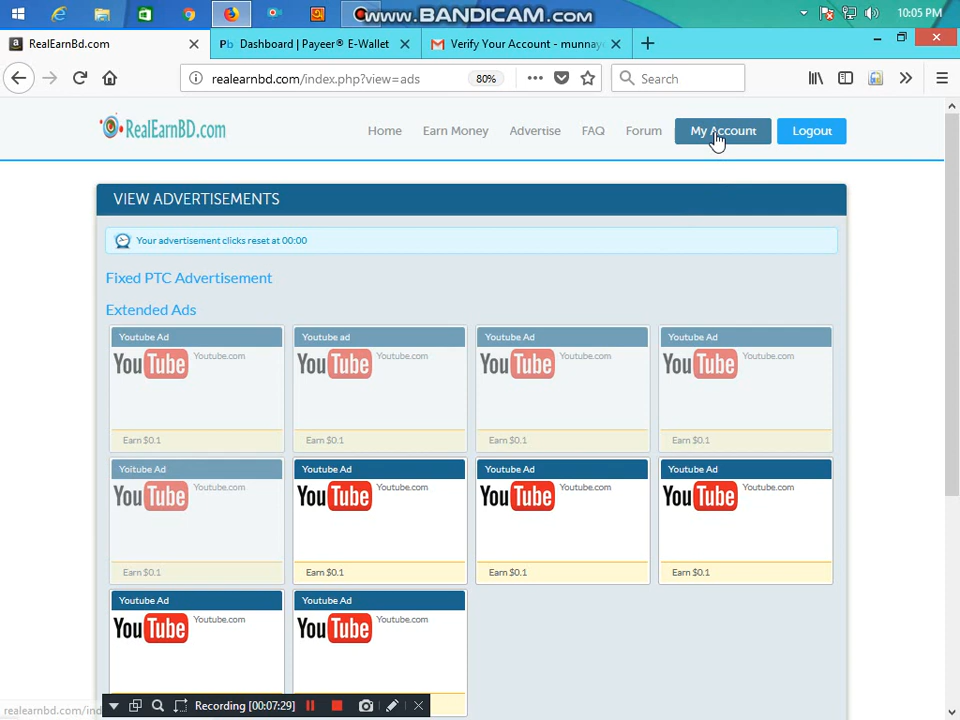 www.BANDICAM.com
10:05 PM
RealEarnBd.com
Dashboard | Payeer® E-Wallet
Verify Your Account - munnay
realearnbd.com/index.php?view=ads
80%
Search
RealEarnBD.com
Home
Earn Money
Advertise
FAQ
Forum
My Account
Logout
VIEW ADVERTISEMENTS
Your advertisement clicks reset at 00:00
Fixed PTC Advertisement
Extended Ads
Youtube Ad
Youtube ad
Youtube Ad
Youtube Ad
YouTube Youtube.com
YouTube Youtube.com
YouTube Youtube.com
YouTube Youtube.com
Earn $0.1
Earn $0.1
Earn $0.1
Earn $0.1
Yoitube Ad
Youtube Ad
Youtube Ad
Youtube Ad
YouTube Youtube.com
YouTube Youtube.com
YouTube Youtube.com
YouTube Youtube.com
Earn $0.1
Earn $0.1
Earn $0.1
Earn $0.1
Youtube Ad
Youtube Ad
YouTube Youtube.com
YouTube Youtube.com
Recording [00:07:29]
realearnbd.com/ind